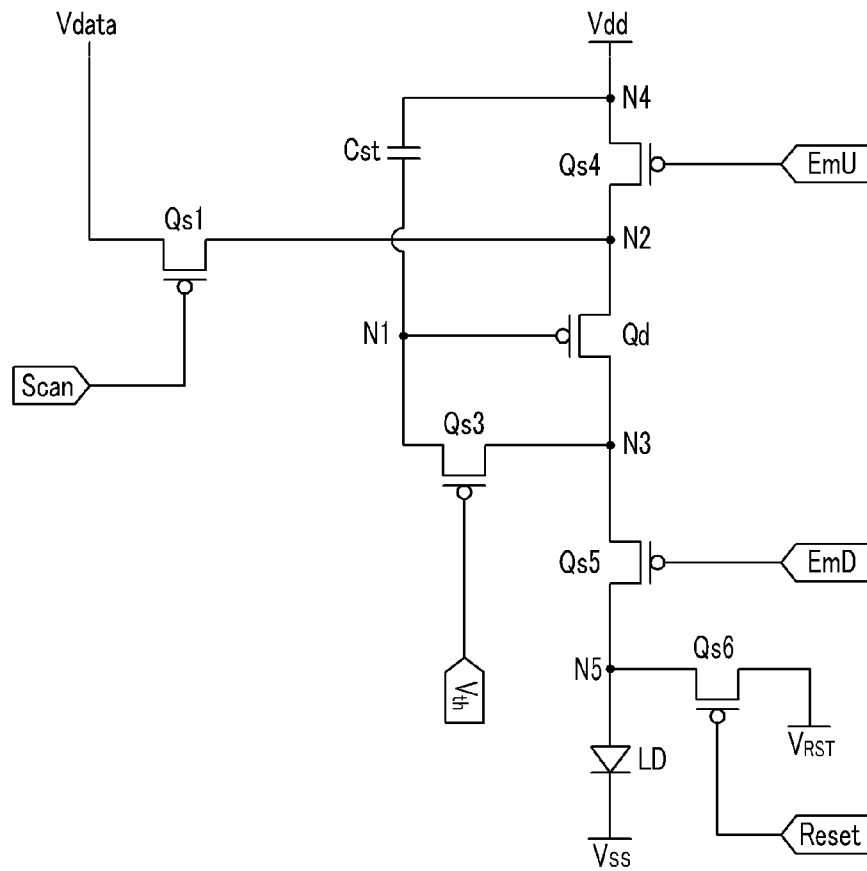 Vdata
Vdd
N4
Cst
Qs4
EmU
Qs1
N2
N1
Qd
Scan
Qs3
N3
Qs5
EmD
Qs6
N5
Vth
VRST
LD
Reset
Vss